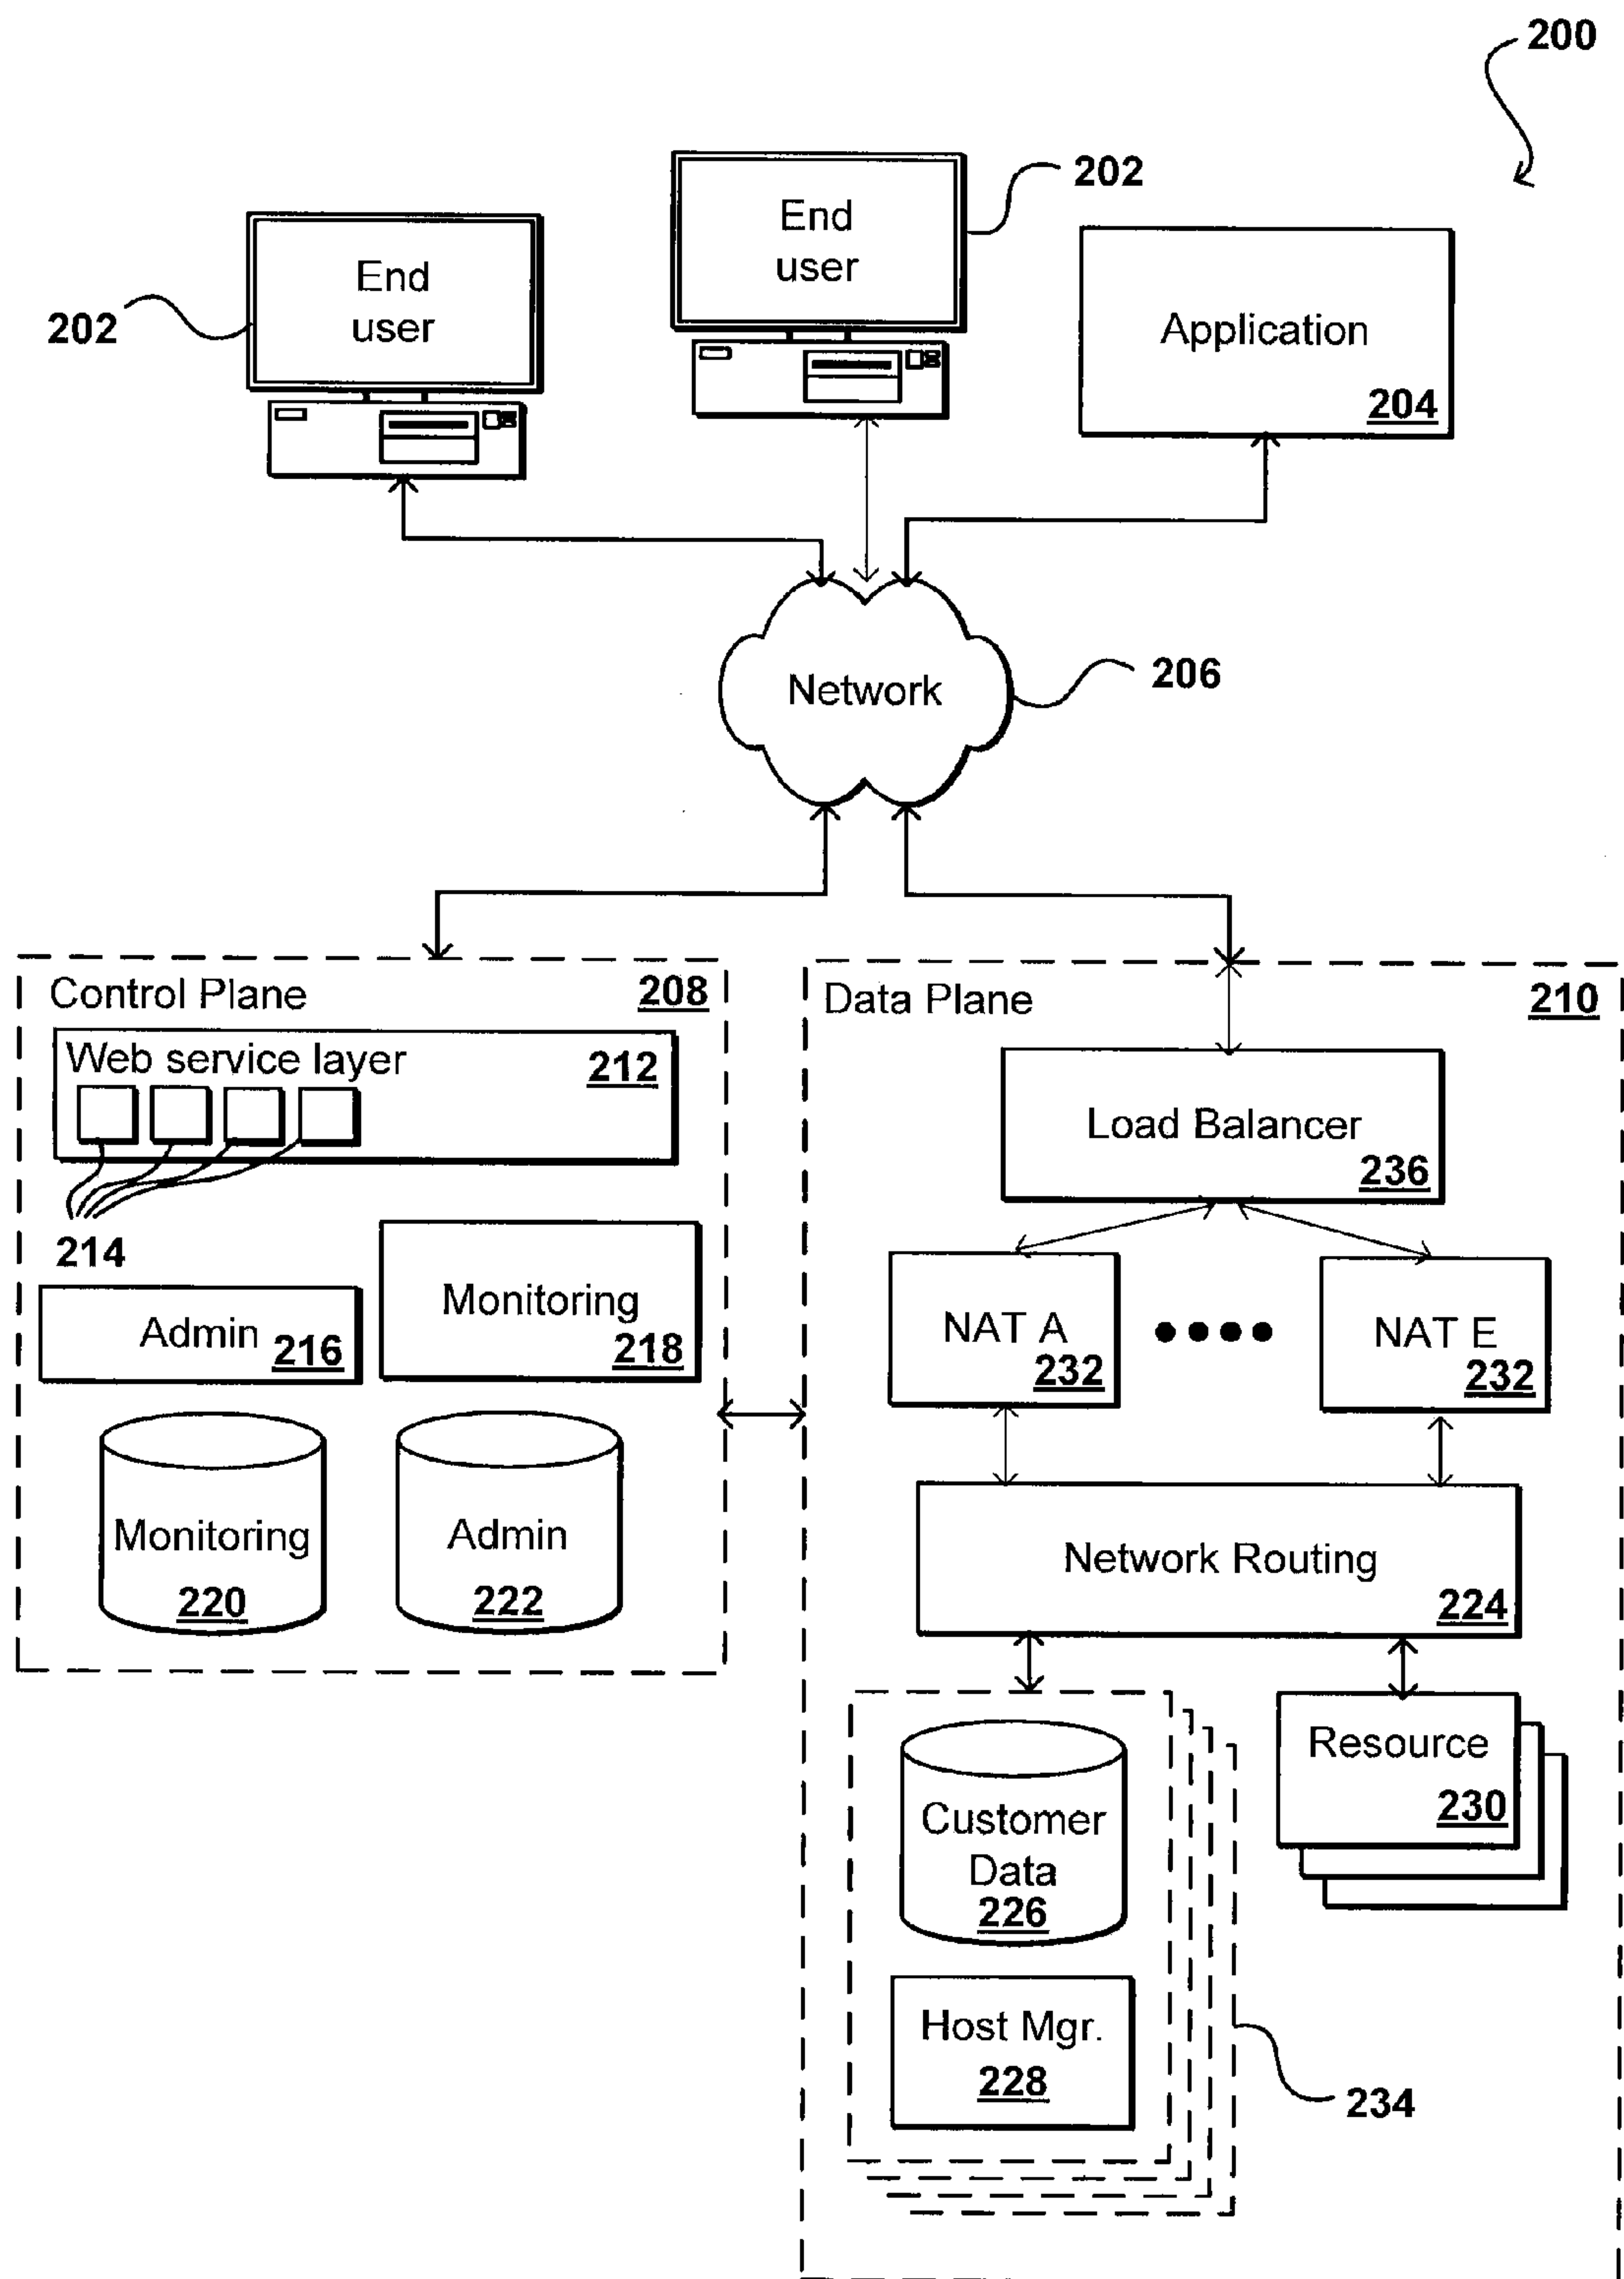 200
202
End
user
End
user
202
Application
204
Network
206
Control Plane
208
Web service layer
212
214
Admin
216
Monitoring
218
Monitoring
220
Admin
222
Data Plane
210
Load Balancer
236
NAT A
232
NAT E
232
Network Routing
224
Customer
Data
226
Host Mgr.
228
Resource
230
234